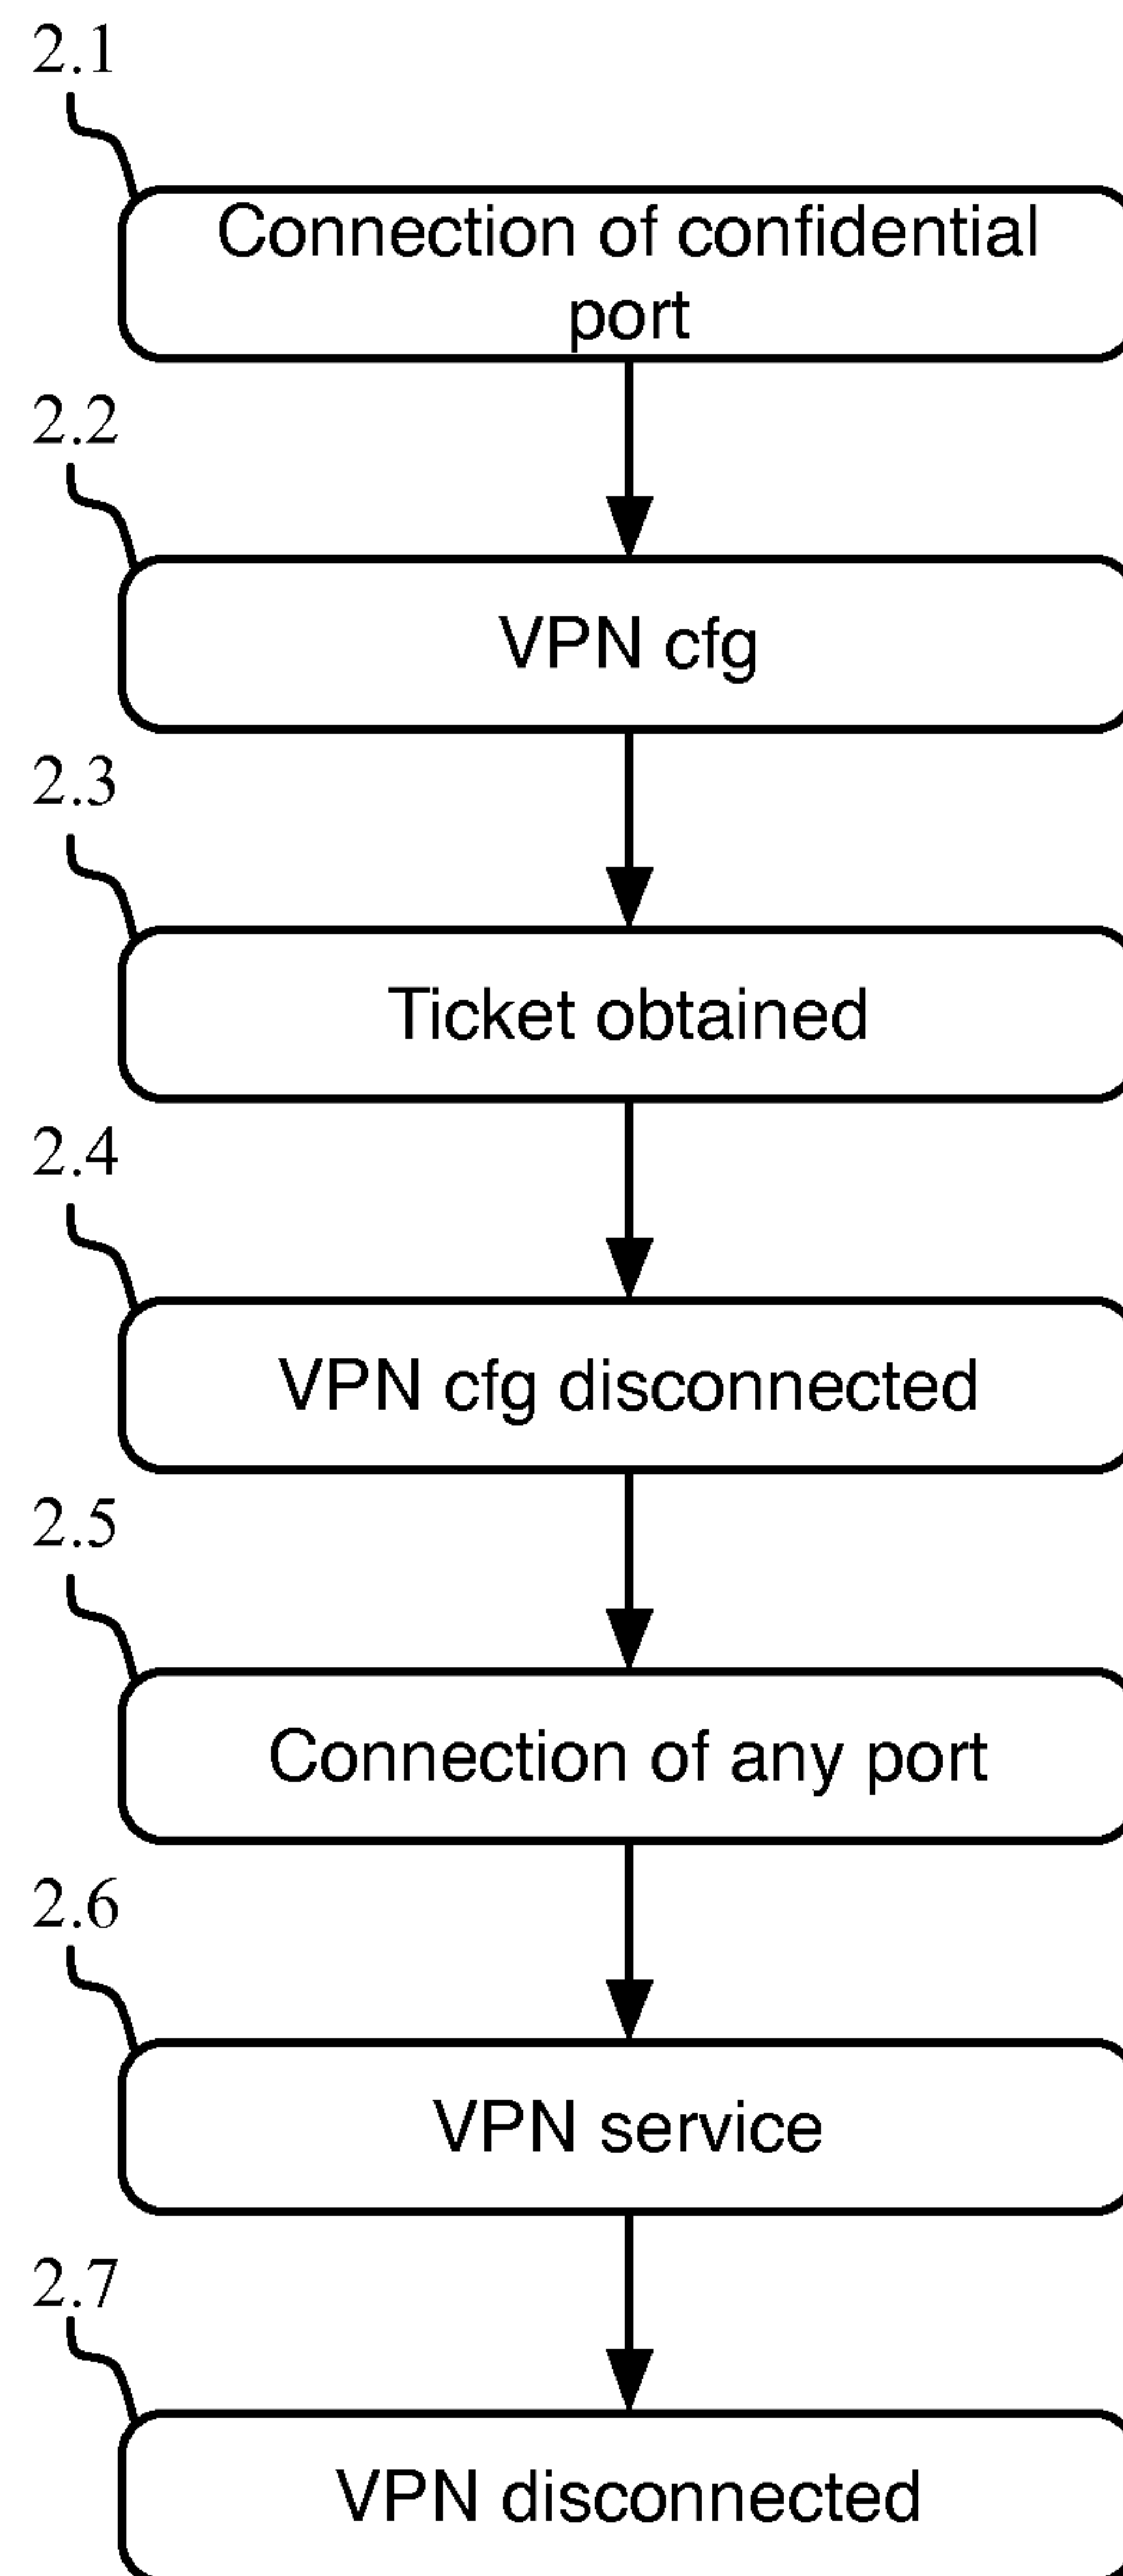 2.1
Connection of confidential
port
2.2
VPN cfg
2.3
Ticket obtained
2.4
VPN cfg disconnected
2.5
Connection of any port
2.6
VPN service
2.7
VPN disconnected